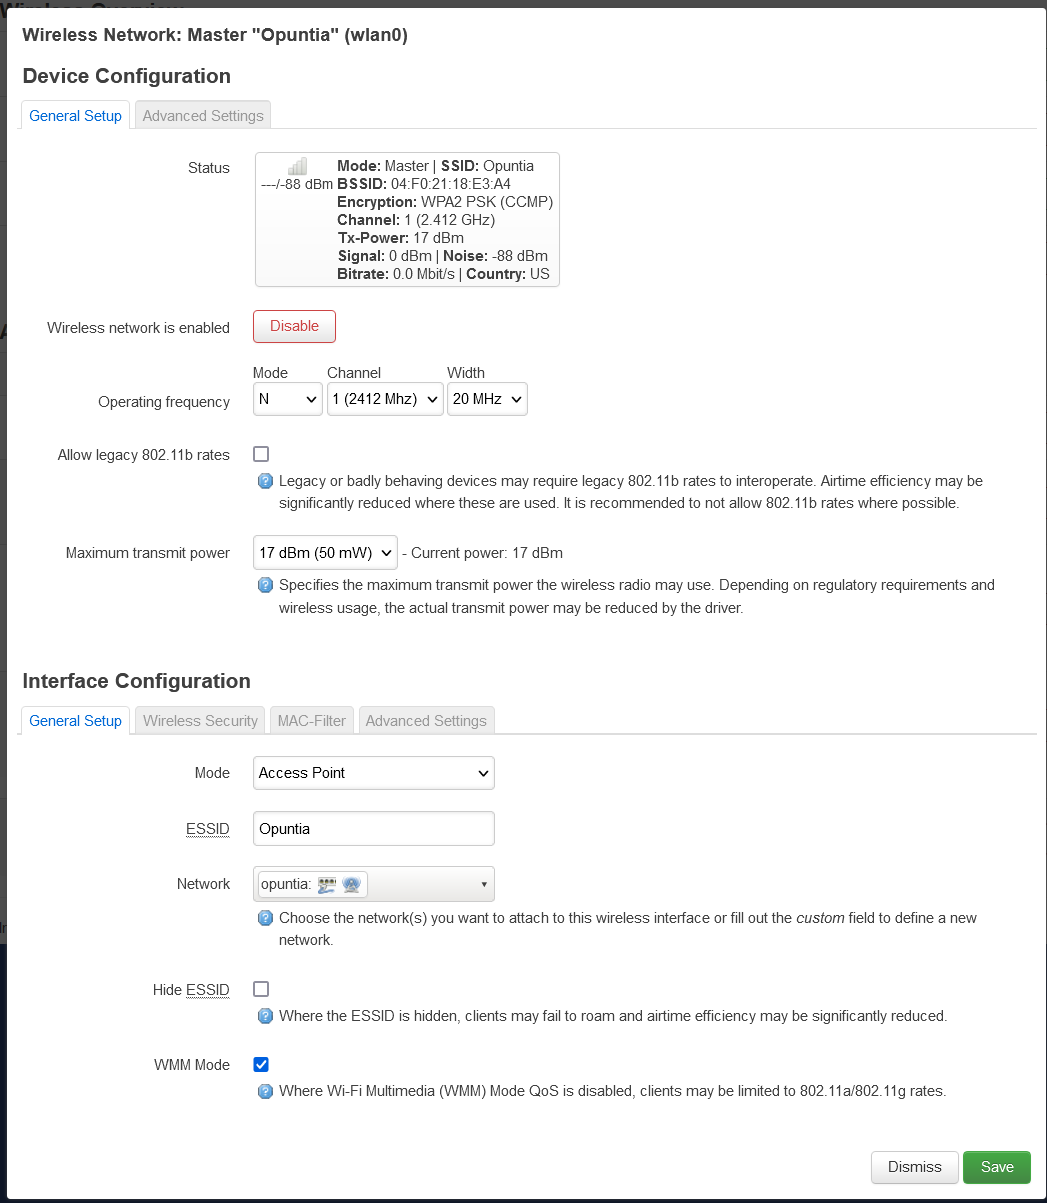 Wireless Network: Master "Opuntia" (wlan0)
Device Configuration
General Setup Advanced Settings
Status
---/-88 dBm
Mode: Master | SSID: Opuntia
BSSID: 04:F0:21:18:E3:A4
Encryption: WPA2 PSK (CCMP)
Channel: 1 (2.412 GHz)
Tx-Power: 17 dBm
Signal: 0 dBm | Noise: -88 dBm
Bitrate: 0.0 Mbit/s | Country: US
Wireless network is enabled Disable
Mode Channel Width
Operating frequency N 1 (2412 Mhz) 20 MHz
Allow legacy 802.11b rates
Legacy or badly behaving devices may require legacy 802.11b rates to interoperate. Airtime efficiency may be
significantly reduced where these are used. It is recommended to not allow 802.11b rates where possible.
Maximum transmit power 17 dBm (50 mW) - Current power: 17 dBm
Specifies the maximum transmit power the wireless radio may use. Depending on regulatory requirements and
wireless usage, the actual transmit power may be reduced by the driver.
Interface Configuration
General Setup Wireless Security MAC-Filter Advanced Settings
Mode Access Point
ESSID Opuntia
Network opuntia:
Choose the network(s) you want to attach to this wireless interface or fill out the custom field to define a new
network.
Hide ESSID
Where the ESSID is hidden, clients may fail to roam and airtime efficiency may be significantly reduced.
WMM Mode
Where Wi-Fi Multimedia (WMM) Mode QoS is disabled, clients may be limited to 802.11a/802.11g rates.
Dismiss Save